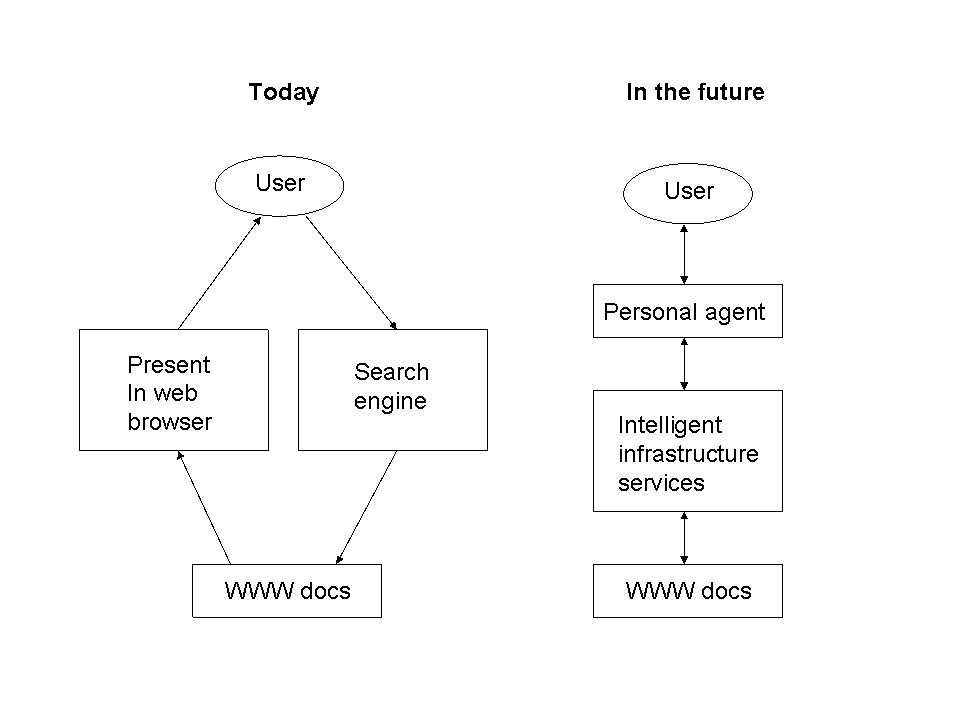 Today
In the future
User
User
Personal agent
Present
In web
browser
Search
engine
Intelligent
infrastructure
services
WWW docs
WWW docs